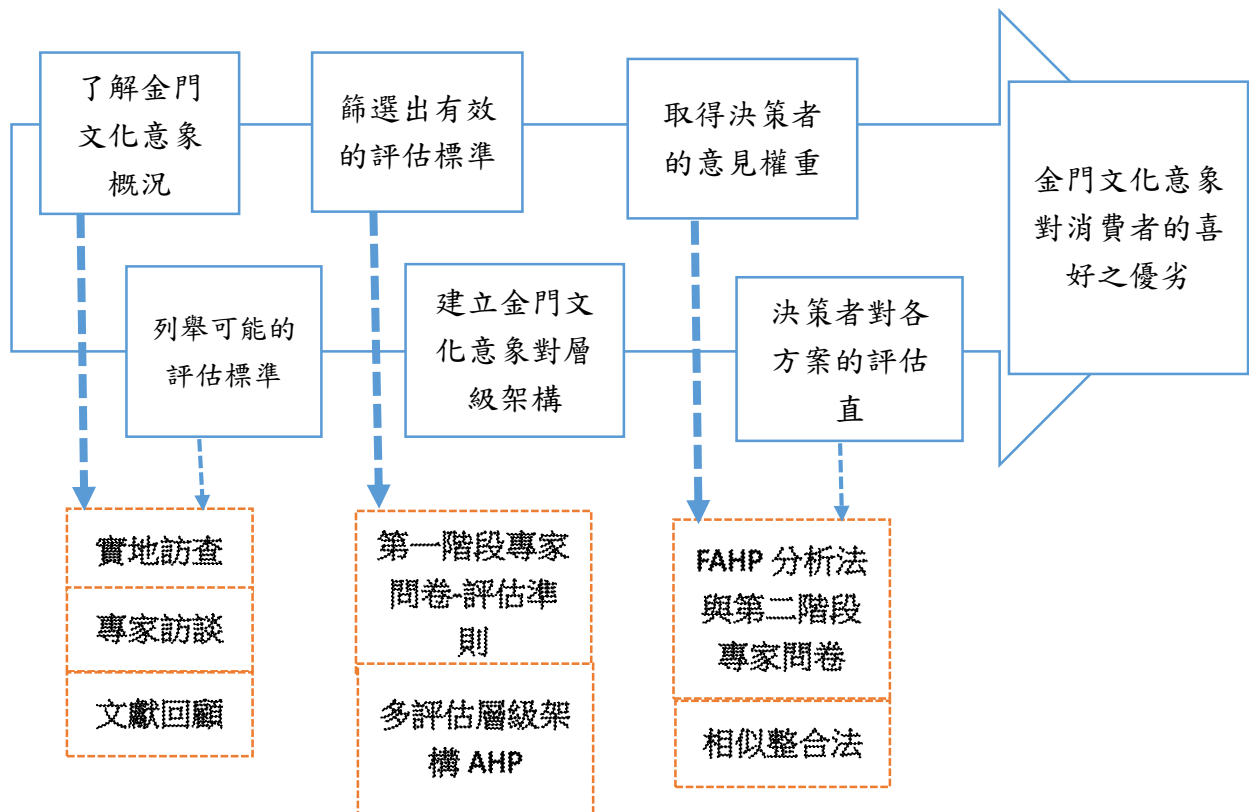 了解金門
文化意象
概況
篩選出有效
的評估標準
取得決策者
的意見權重
金門文化意象
對消費者的喜
好之優劣
列舉可能的
評估標準
建立金門文
化意象對層
級架構
決策者對各
方案的評估
直
實地訪查
專家訪談
文獻回顧
第一階段專家
問卷-評估準
則
多評估層級架
構 AHP
FAHP 分析法
與第二階段
專家問卷
相似整合法